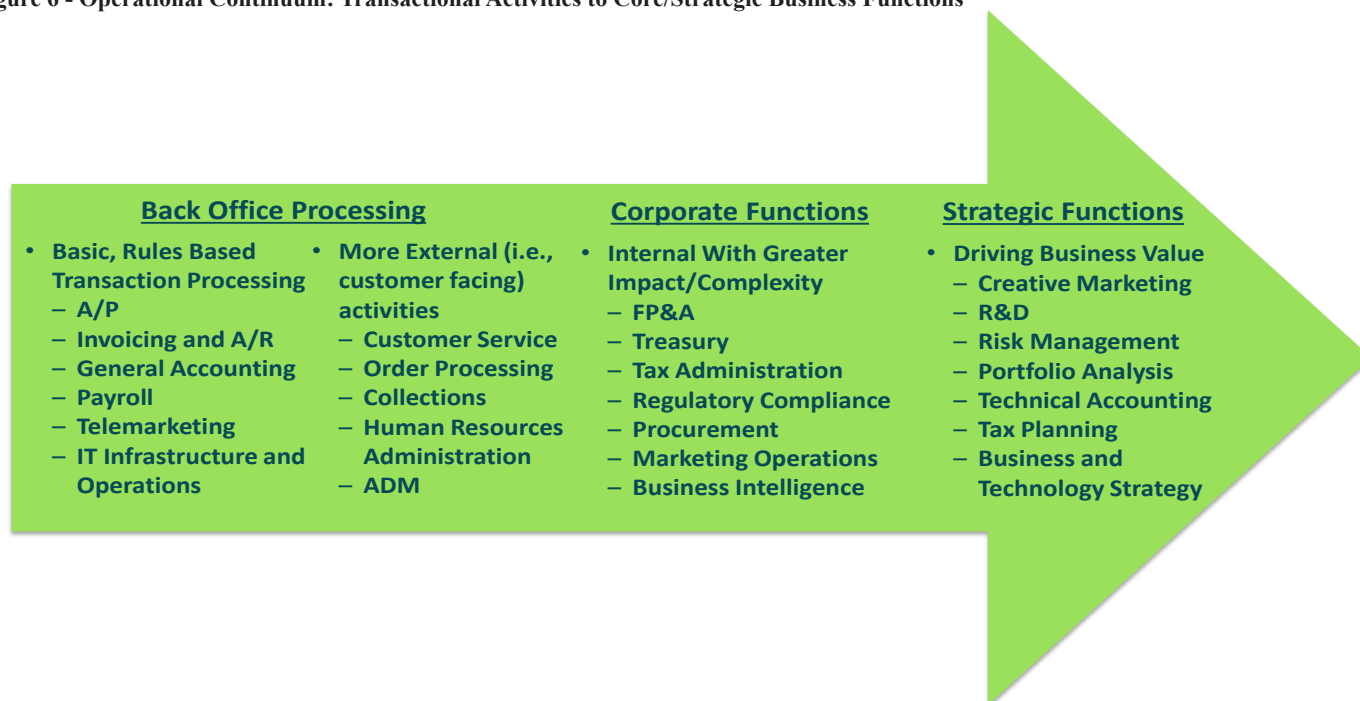 gure 6 - Operational Continuum: Transactional Activities to Core/Strategic Business Functions
Back Office Processing
• Basic, Rules Based
Transaction Processing
– A/P
– Invoicing and A/R
– General Accounting
– Payroll
– Telemarketing
– IT Infrastructure and
Operations
• More External (i.e.,
customer facing)
activities
– Customer Service
– Order Processing
– Collections
– Human Resources
Administration
– ADM
Corporate Functions
• Internal With Greater
Impact/Complexity
– FP&A
– Treasury
– Tax Administration
– Regulatory Compliance
– Procurement
– Marketing Operations
– Business Intelligence
Strategic Functions
• Driving Business Value
– Creative Marketing
– R&D
– Risk Management
– Portfolio Analysis
– Technical Accounting
– Tax Planning
– Business and
Technology Strategy